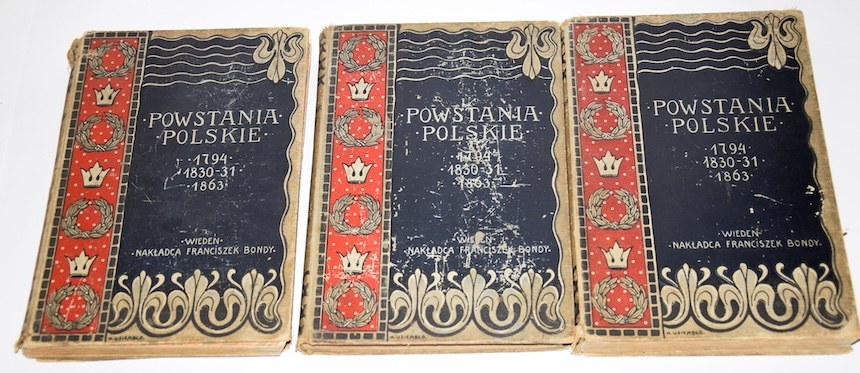 POWSTANIA
POLSKIE
1794
1830-31
1863
WIEDEŃ
NAKŁADCA FRANCISZEK BONDY
POWSTANIA
POLSKIE
1794
1830-31
1863
WIEDEŃ
NAKŁADCA FRANCISZEK BONDY
POWSTANIA
POLSKIE
1794
1830-31
1863
WIEDEŃ
NAKŁADCA FRANCISZEK BONDY